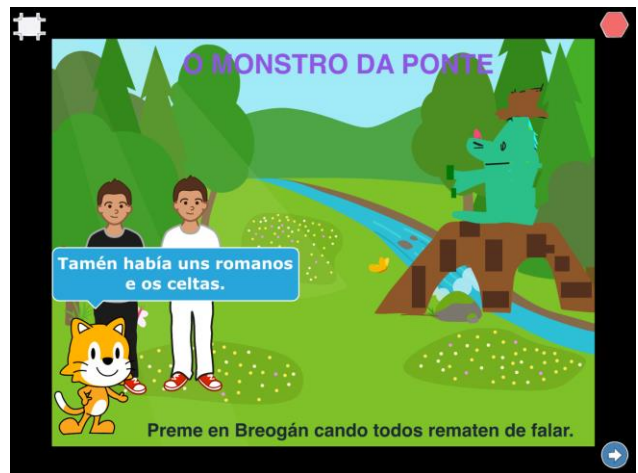 O MONSTRO DA PONTE
Tamén había uns romanos
e os celtas.
Preme en Breogán cando todos rematen de falar.